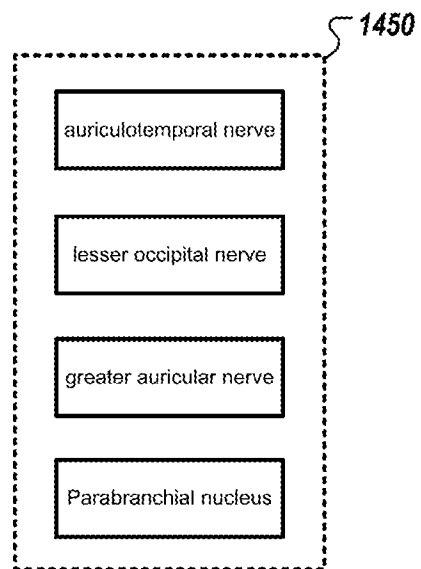 1450
auriculotemporal nerve
lesser occipital nerve
greater auricular nerve
Parabranchial nucleus